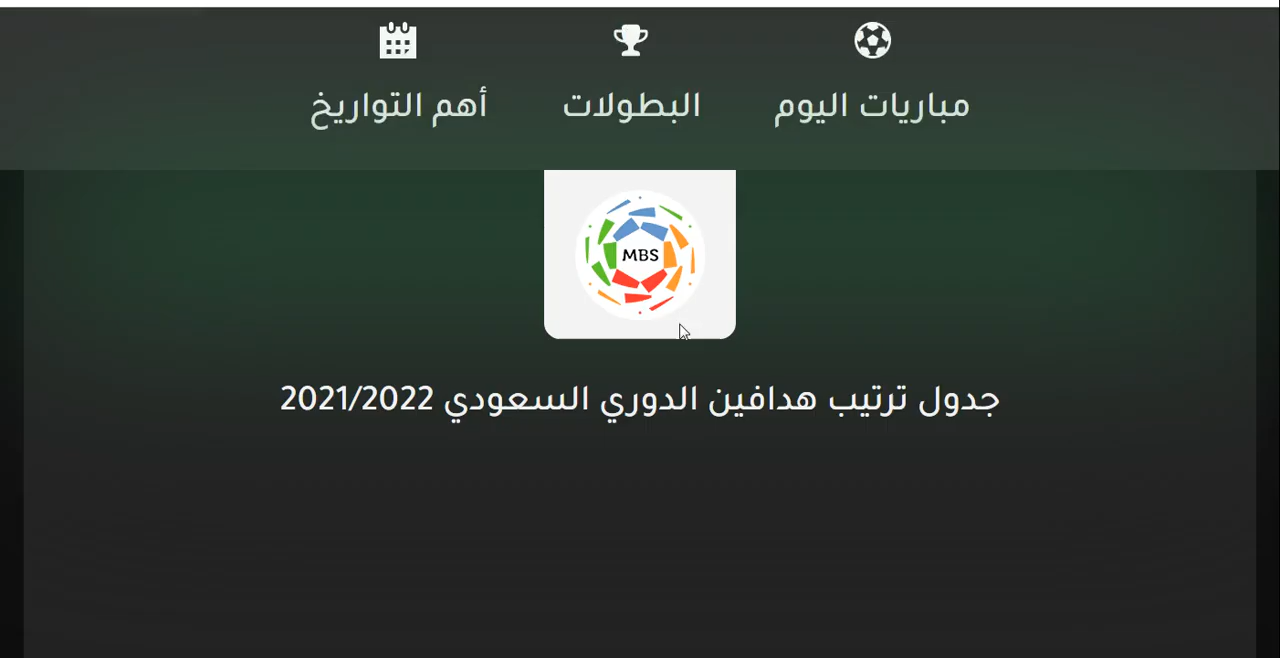 مباريات اليوم
البطولات
أهم التواريخ
MBS
جدول ترتيب هدافين الدوري السعودي 2021/2022